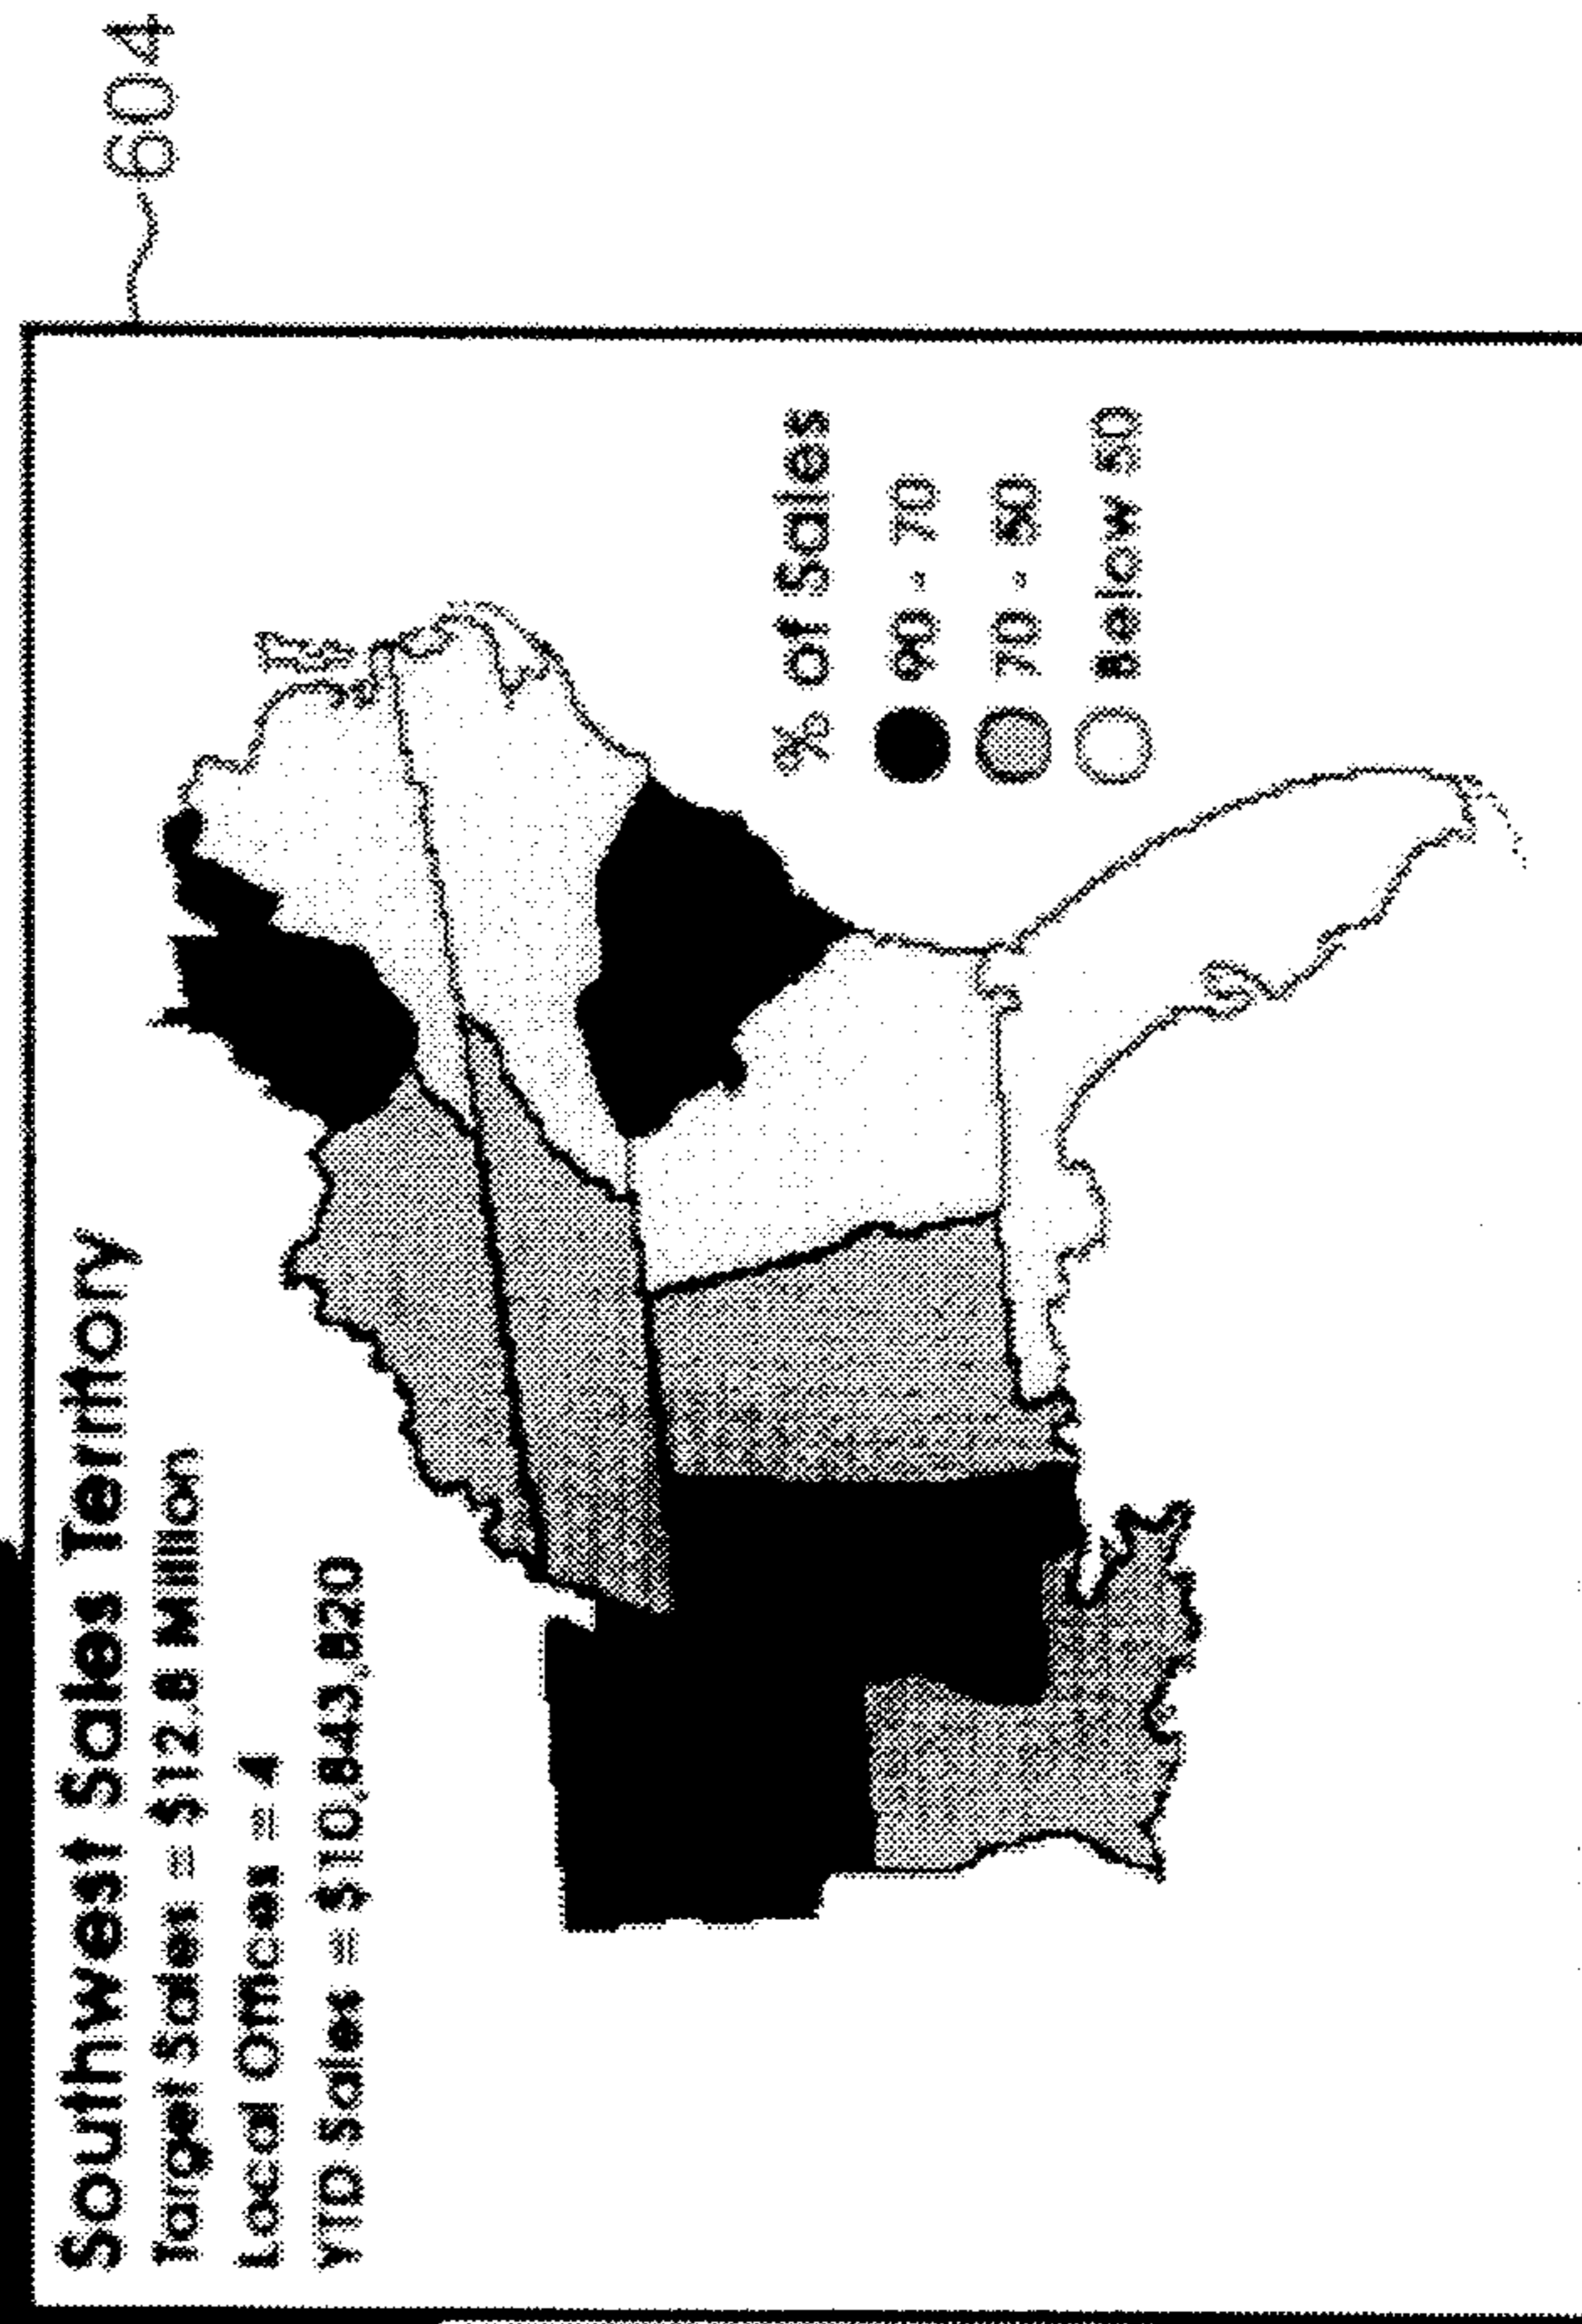 604
Southwest Sales Territory
Target Sales = $12.8 Million
Local Offices = 4
YTD Sales = $10,843,820
% of Sales
90 - 70
70 - 50
Below 50